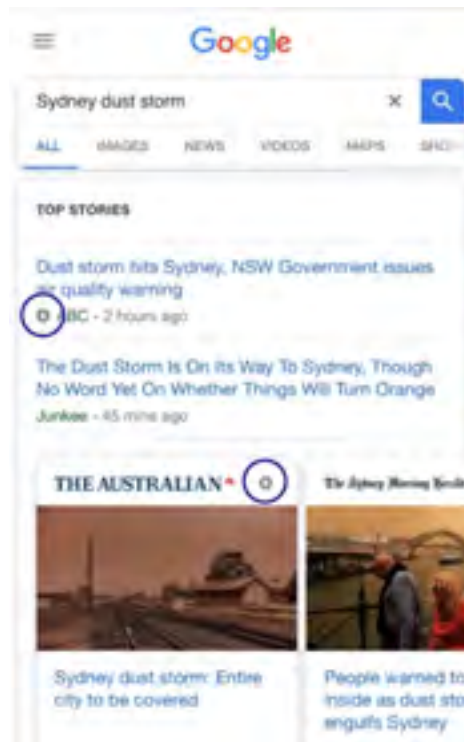 Google
Sydney dust storm
ALL IMAGES NEWS VIDEOS MAPS
TOP STORIES
Dust storm hits Sydney, NSW Government issues
air quality warning
ABC - 2 hours ago
The Dust Storm Is On Its Way To Sydney, Though
No Word Yet On Whether Things Will Turn Orange
Junkee - 45 mins ago
THE AUSTRALIAN
The Sydney Morning Herald
Sydney dust storm: Entire
city to be covered
People warned to
inside as dust sto
engulfs Sydney